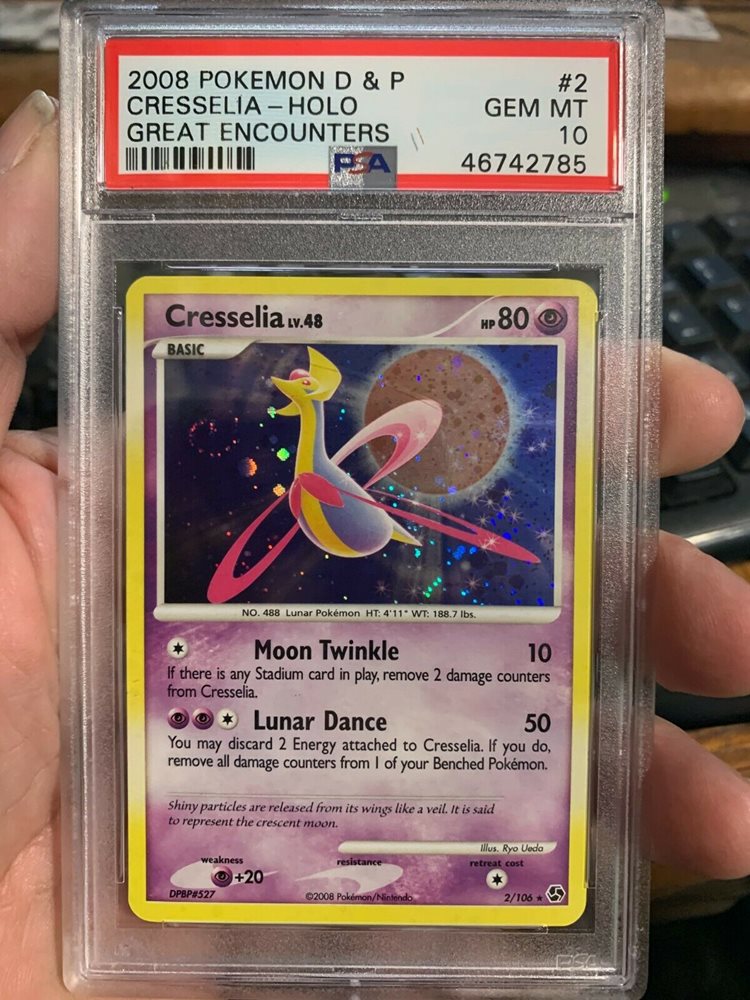 2008 POKEMON D & P #2
CRESSELIA - HOLO GEM MT
GREAT ENCOUNTERS 10
PSA 46742785
Cresselia LV.48 HP 80
BASIC
NO. 488 Lunar Pokémon HT: 4'11" WT: 188.7 lbs.
Moon Twinkle 10
If there is any Stadium card in play, remove 2 damage counters
from Cresselia.
Lunar Dance 50
You may discard 2 Energy attached to Cresselia. If you do,
remove all damage counters from 1 of your Benched Pokémon.
Shiny particles are released from its wings like a veil. It is said
to represent the crescent moon.
Illus. Ryo Ueda
weakness resistance retreat cost
+20
DPBP#527 ©2008 Pokémon/Nintendo 2/106 ★
PSA